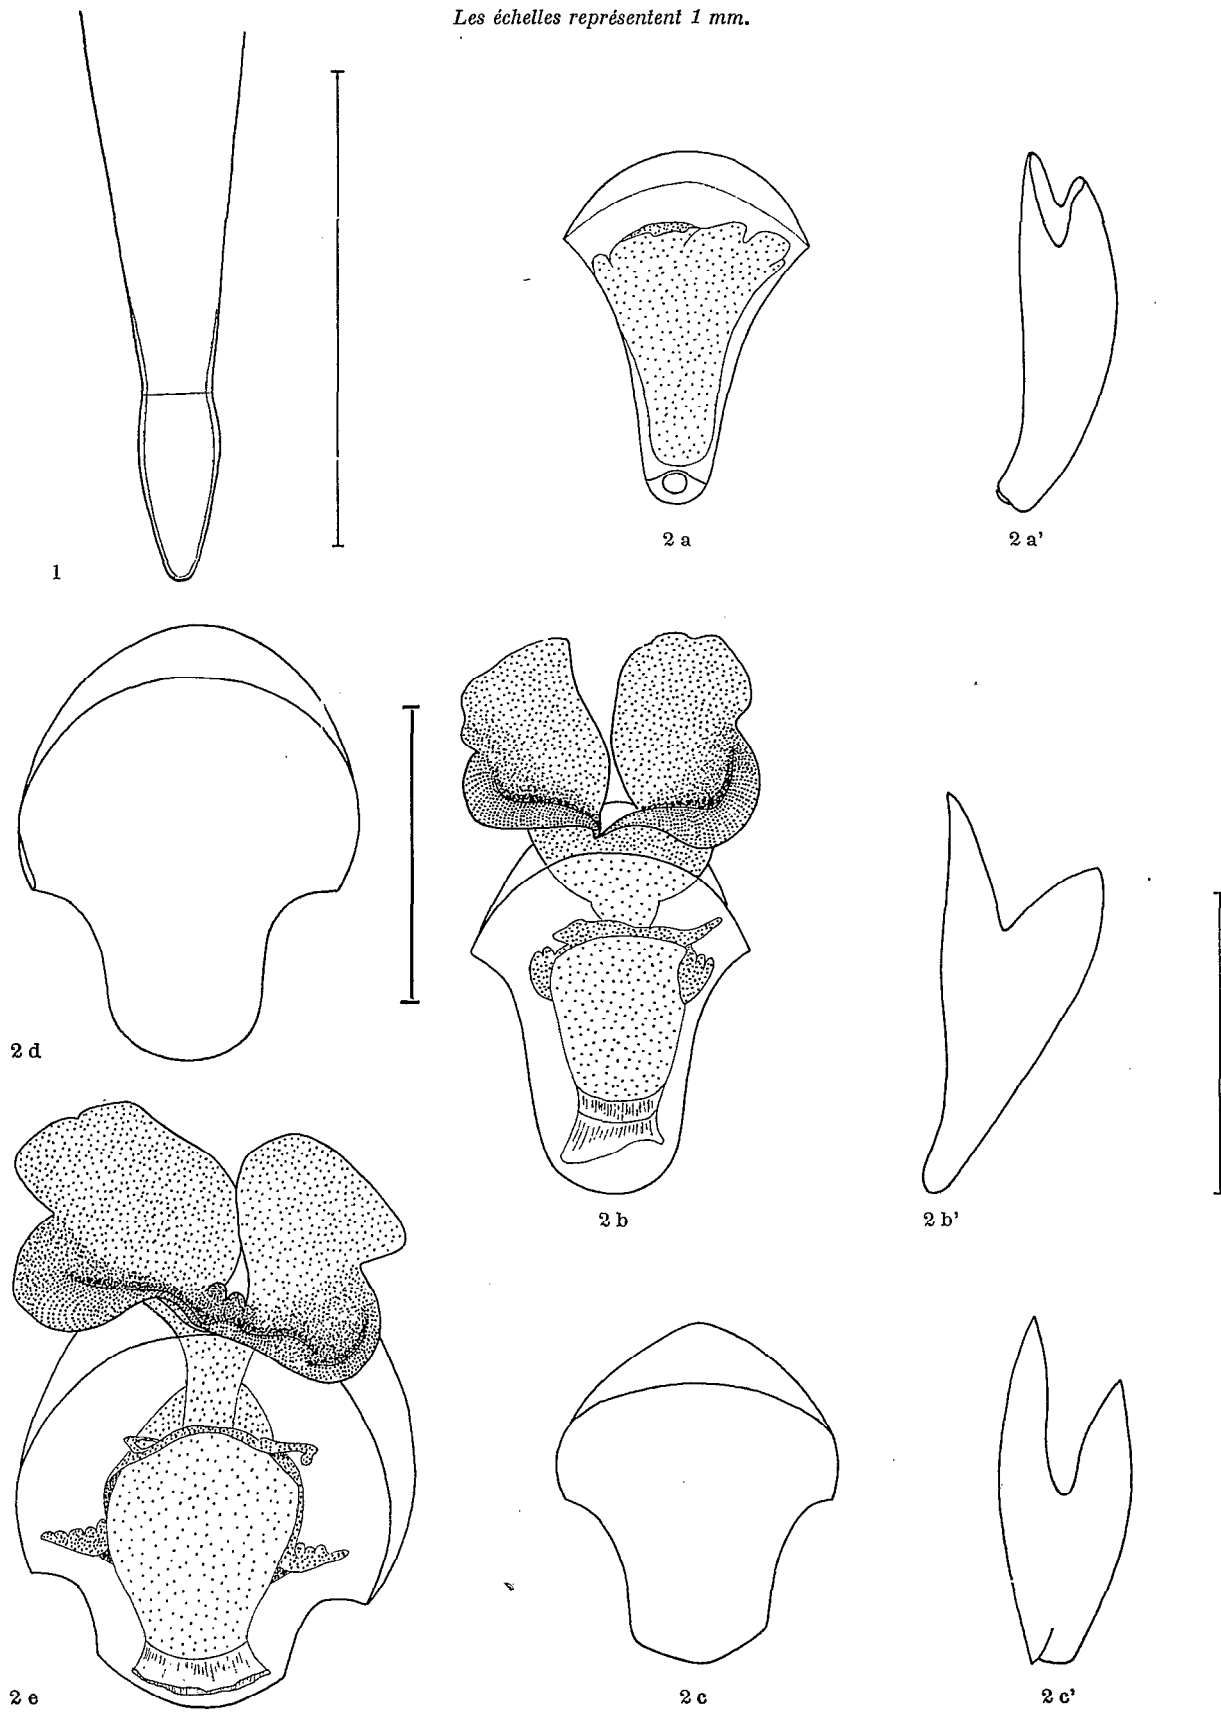 Les échelles représentent 1 mm.
1
2 a
2 a'
2 d
2 b
2 b'
2 e
2 c
2 c'